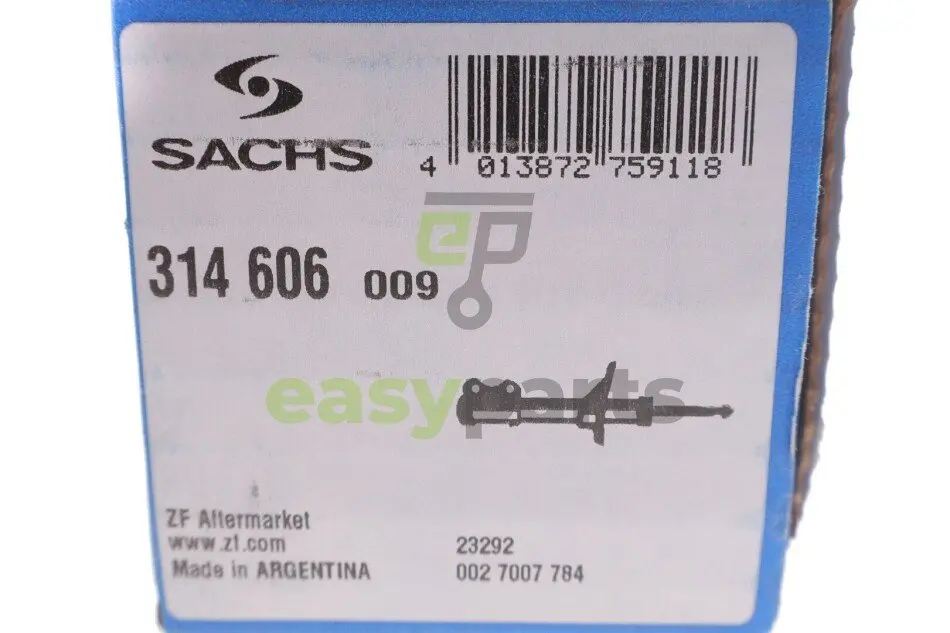 SACHS
4 013872 759118
314 606 009
ep
easyparts
ZF Aftermarket
www.zf.com
Made in ARGENTINA
23292
002 7007 784